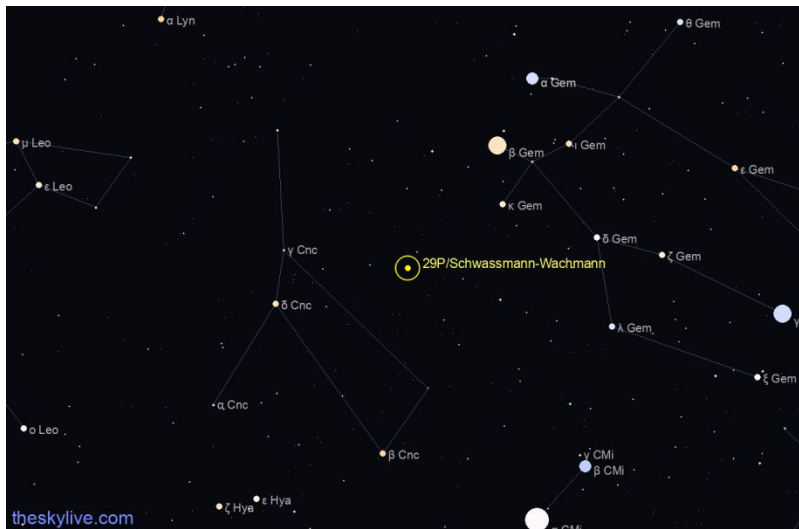 α Lyn
θ Gem
α Gem
μ Leo
β Gem
ι Gem
ε Leo
ε Gem
κ Gem
δ Gem
γ Cnc
ζ Gem
29P/Schwassmann-Wachmann
δ Cnc
γ
λ Gem
ξ Gem
α Cnc
ο Leo
β Cnc
γ CMi
β CMi
ε Hya
ζ Hya
theskylive.com
α CMi